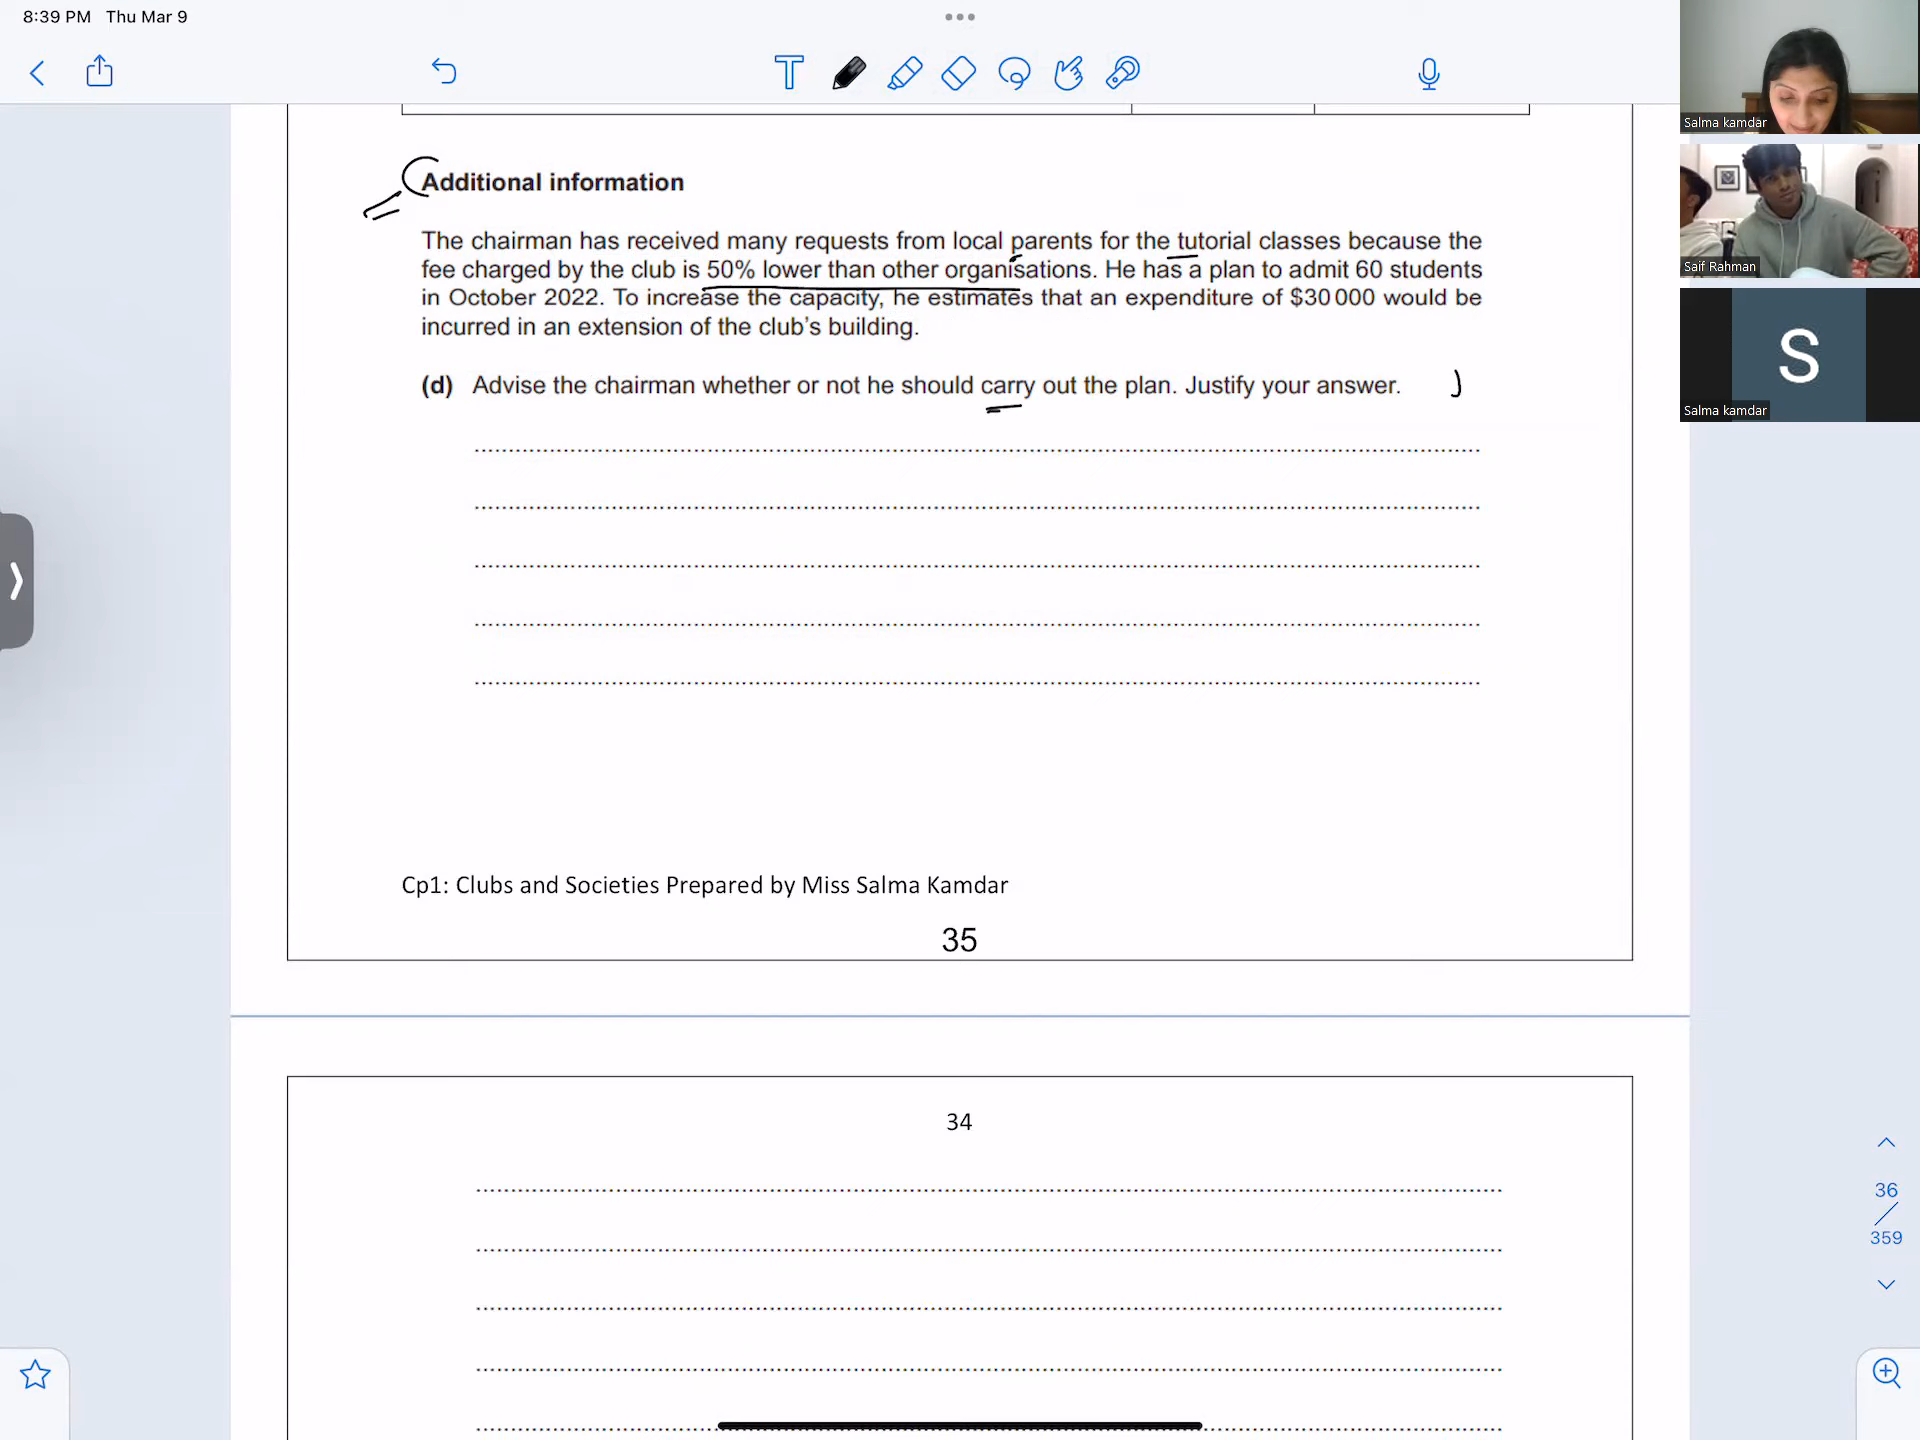 8:39 PM Thu Mar 9
Salma kamdar
Additional information
The chairman has received many requests from local parents for the tutorial classes because the
fee charged by the club is 50% lower than other organisations. He has a plan to admit 60 students
in October 2022. To increase the capacity, he estimates that an expenditure of $30 000 would be
incurred in an extension of the club's building.
Saif Rahman
(d) Advise the chairman whether or not he should carry out the plan. Justify your answer.
S
Salma kamdar
Cp1: Clubs and Societies Prepared by Miss Salma Kamdar
35
34
36
359